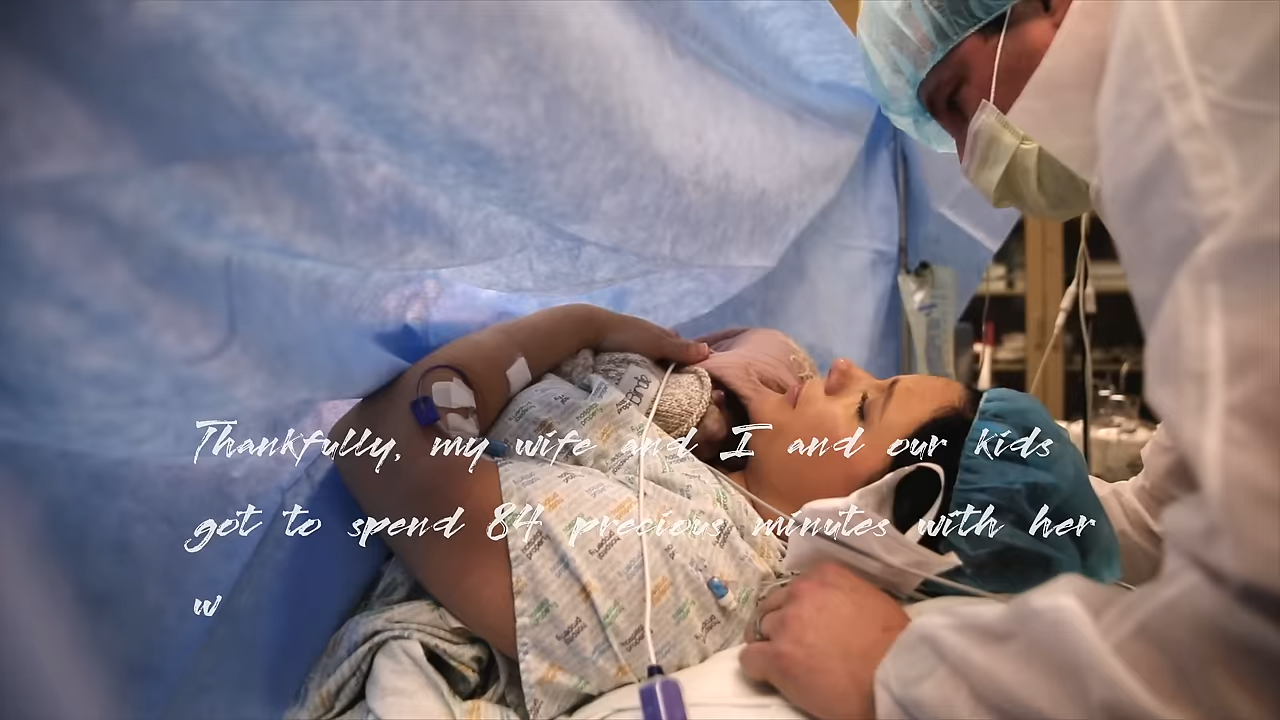 Thankfully, my wife and I and our kids
got to spend 84 precious minutes with her
w